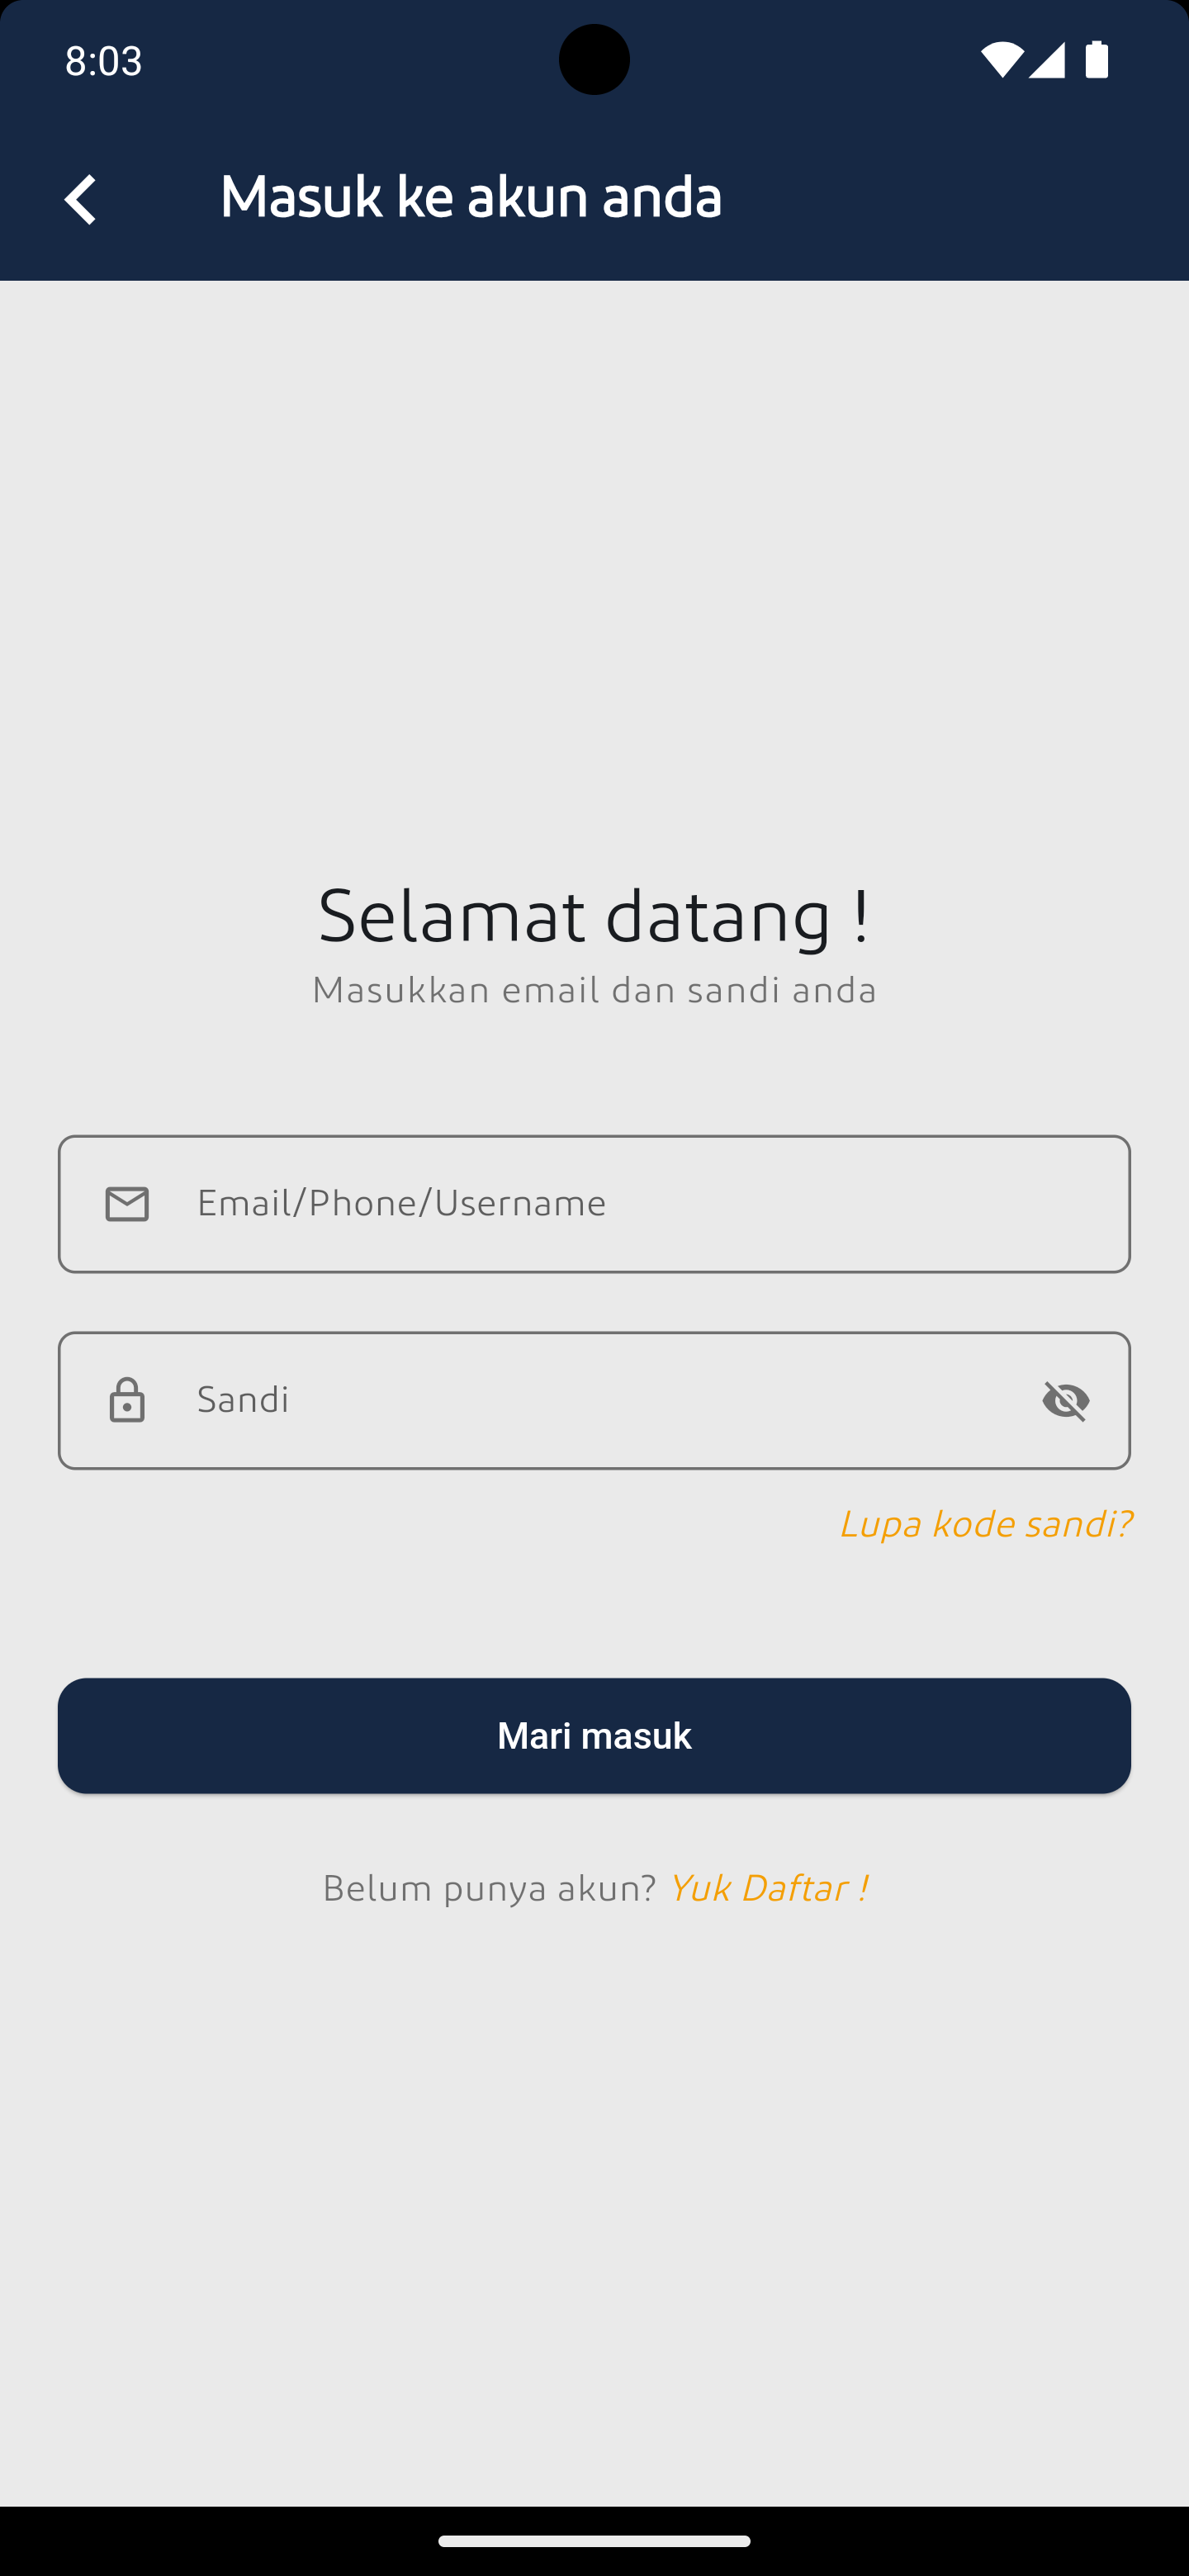 8:03
Masuk ke akun anda
Selamat datang !
Masukkan email dan sandi anda
Email/Phone/Username
Sandi
Lupa kode sandi?
Mari masuk
Belum punya akun? Yuk Daftar !